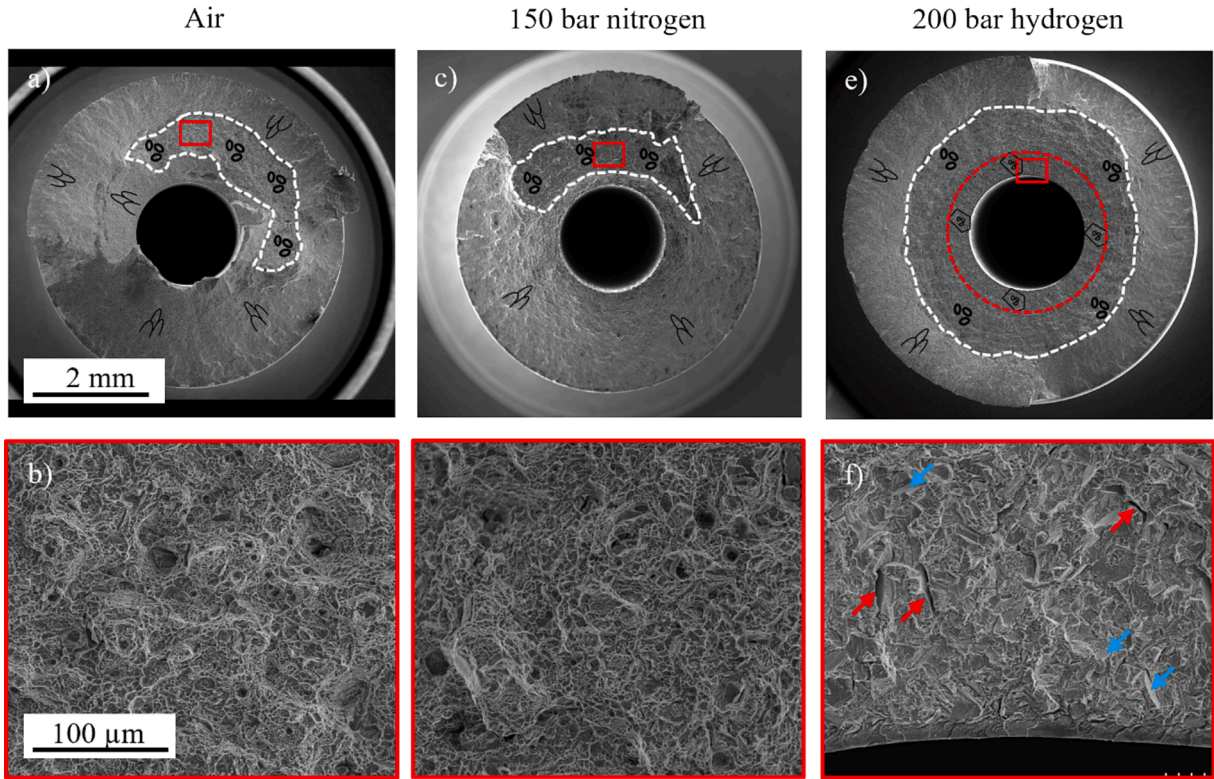 Air
150 bar nitrogen
200 bar hydrogen
a)
c)
e)
2 mm
b)
f)
100 µm